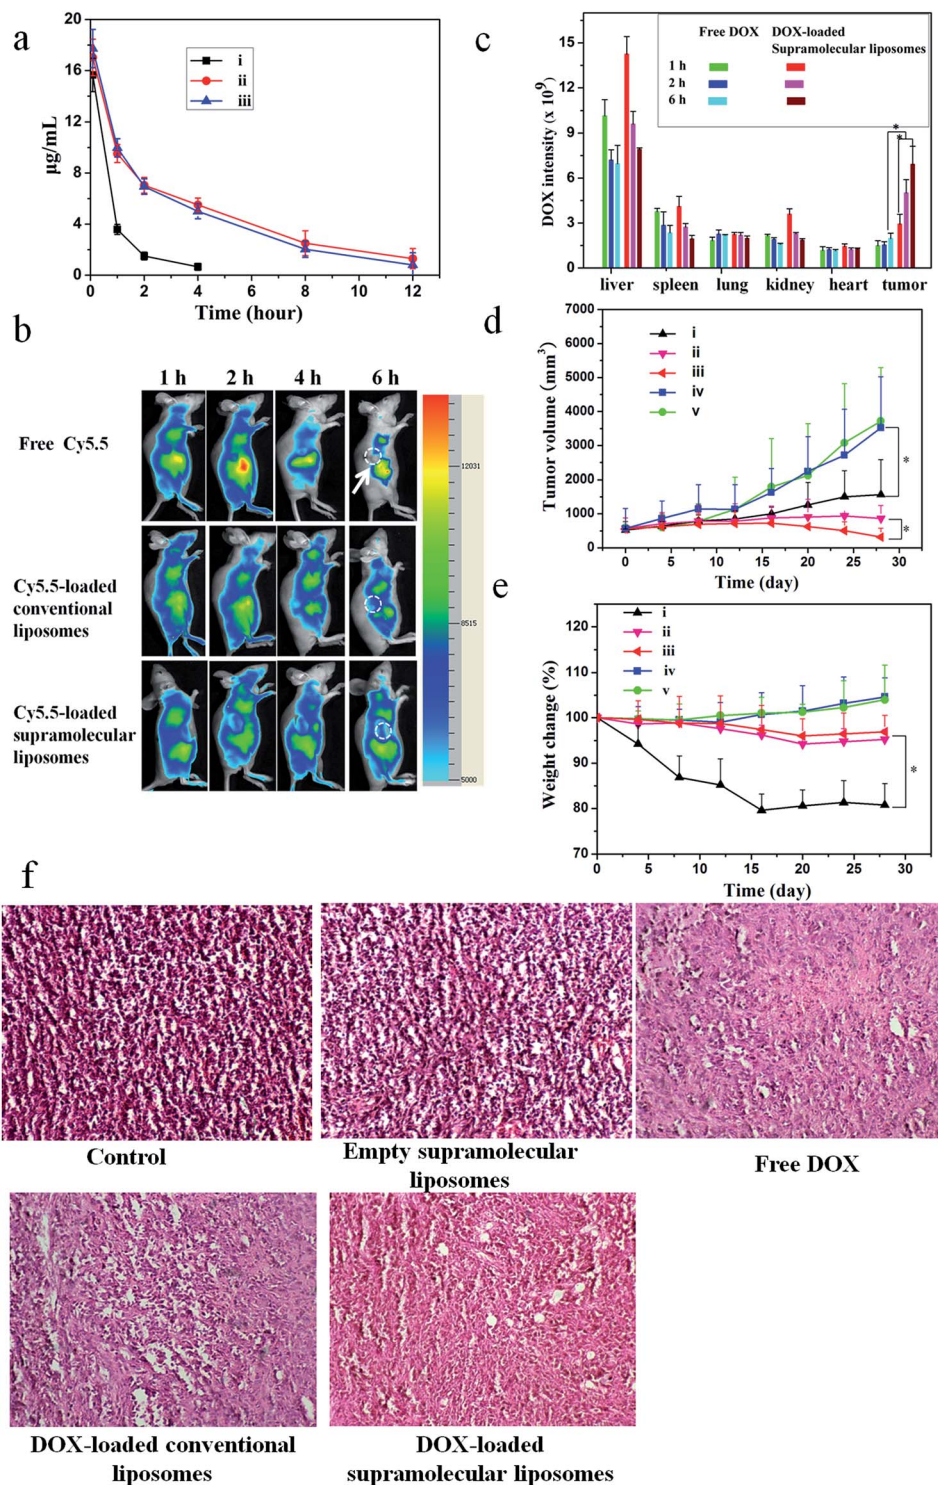 a
20
16
12
8
4
0
µg/mL
i
ii
iii
0 2 4 6 8 10 12
Time (hour)
c
15
12
9
6
3
0
DOX intensity (x 10⁹)
Free DOX DOX-loaded
Supramolecular liposomes
1 h
2 h
6 h
*
*
liver spleen lung kidney heart tumor
b
1 h 2 h 4 h 6 h
Free Cy5.5
Cy5.5-loaded
conventional
liposomes
Cy5.5-loaded
supramolecular
liposomes
12031
8515
5000
d
7000
6000
5000
4000
3000
2000
1000
0
Tumor volume (mm³)
i
ii
iii
iv
v
*
*
0 5 10 15 20 25 30
Time (day)
e
120
110
100
90
80
70
Weight change (%)
i
ii
iii
iv
v
*
0 5 10 15 20 25 30
Time (day)
f
Control
Empty supramolecular
liposomes
Free DOX
DOX-loaded conventional
liposomes
DOX-loaded
supramolecular liposomes